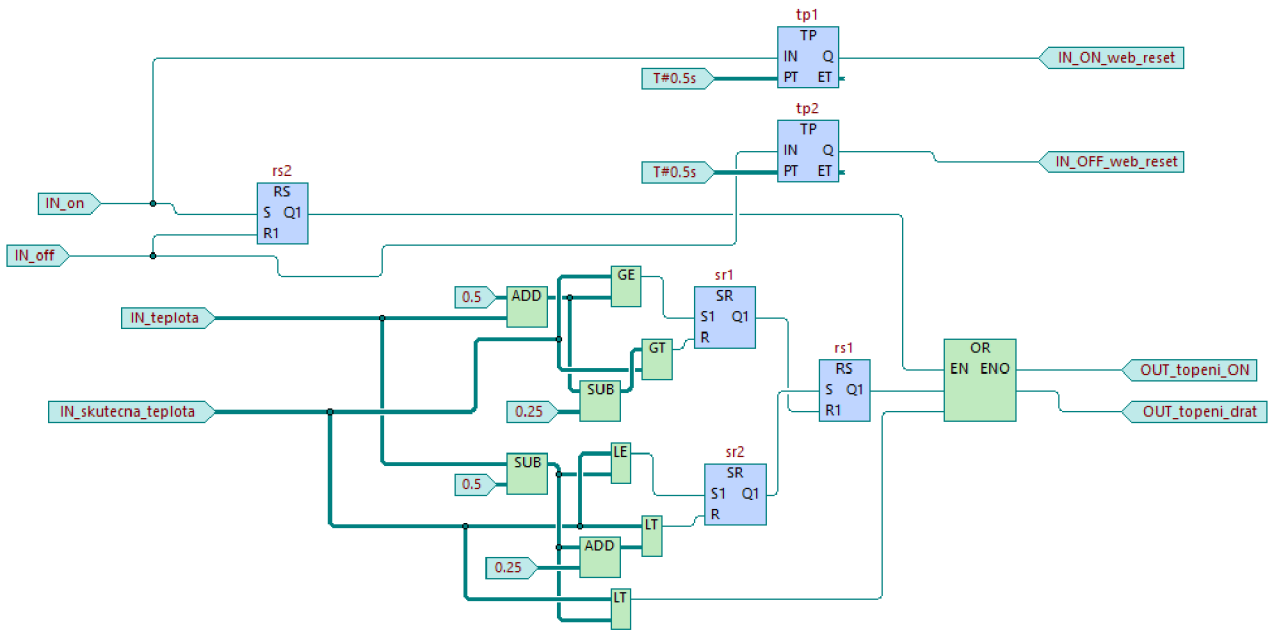 tp1
TP
IN Q
PT ET
T#0.5s
IN_ON_web_reset
tp2
TP
IN Q
PT ET
T#0.5s
IN_OFF_web_reset
rs2
RS
S Q1
R1
IN_on
IN_off
IN_teplota
IN_skutecna_teplota
0.5
ADD
GE
sr1
SR
S1 Q1
R
GT
SUB
0.25
rs1
RS
S Q1
R1
OR
EN ENO
OUT_topeni_ON
OUT_topeni_drat
SUB
0.5
LE
sr2
SR
S1 Q1
R
LT
ADD
0.25
LT